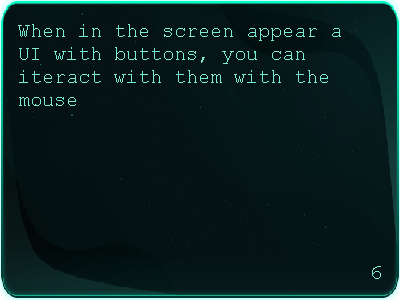 When in the screen appear a
UI with buttons, you can
iteract with them with the
mouse
6